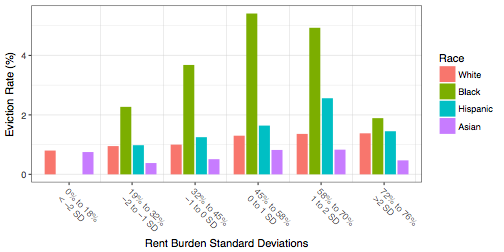 Eviction Rate (%)
4
2
0
0% to 18%
< −2 SD
19% to 32%
−2 to −1 SD
32% to 45%
−1 to 0 SD
45% to 58%
0 to 1 SD
58% to 70%
1 to 2 SD
72% to 76%
>2 SD
Rent Burden Standard Deviations
Race
White
Black
Hispanic
Asian